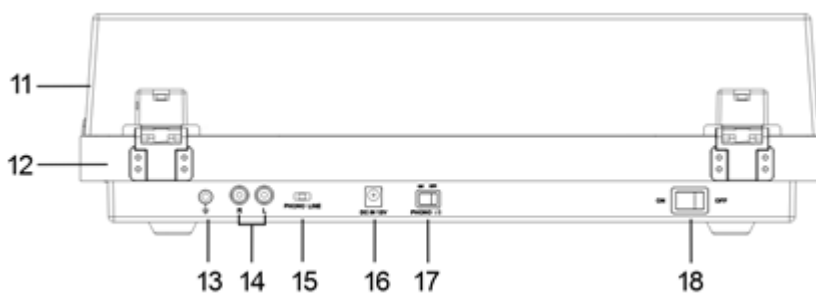 11
12
R L
PHONO LINE
DC IN 12V
PHONO
ON OFF
13 14 15 16 17 18